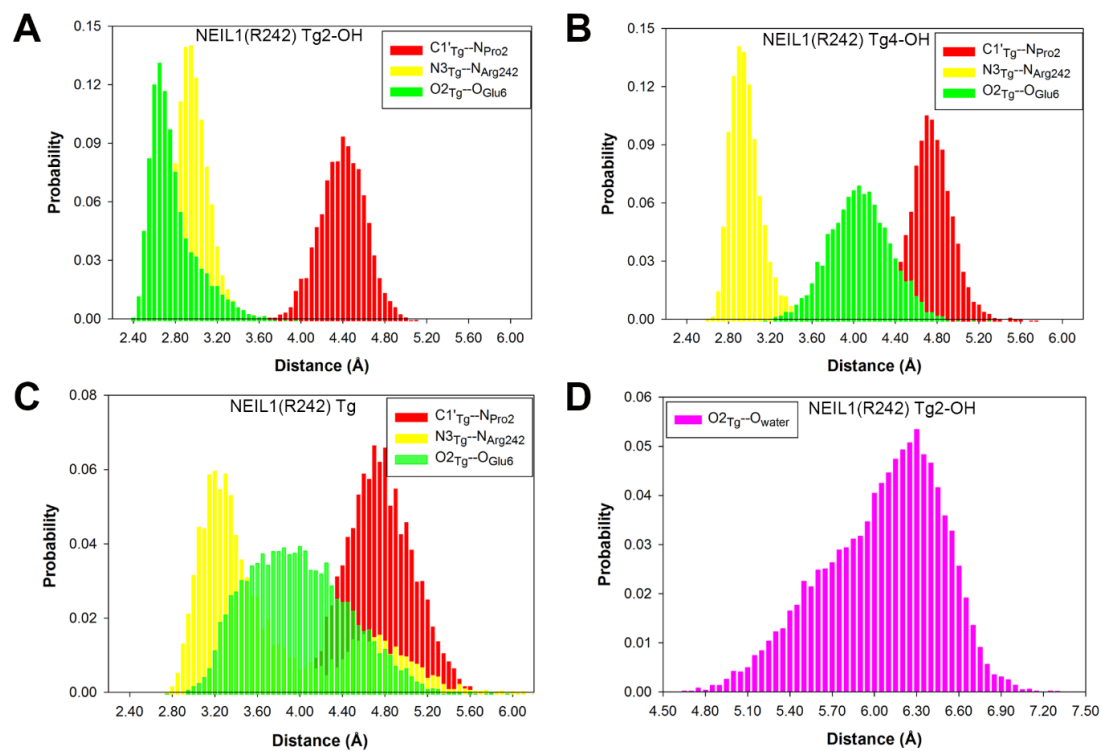 A
NEIL1(R242) Tg2-OH
C1'Tg--NPro2
N3Tg--NArg242
O2Tg--OGlu6
Probability
0.15
0.12
0.09
0.06
0.03
0.00
2.40 2.80 3.20 3.60 4.00 4.40 4.80 5.20 5.60 6.00
Distance (Å)
B
NEIL1(R242) Tg4-OH
C1'Tg--NPro2
N3Tg--NArg242
O2Tg--OGlu6
Probability
0.15
0.12
0.09
0.06
0.03
0.00
2.40 2.80 3.20 3.60 4.00 4.40 4.80 5.20 5.60 6.00
Distance (Å)
C
NEIL1(R242) Tg
C1'Tg--NPro2
N3Tg--NArg242
O2Tg--OGlu6
Probability
0.08
0.06
0.04
0.02
0.00
2.40 2.80 3.20 3.60 4.00 4.40 4.80 5.20 5.60 6.00
Distance (Å)
D
NEIL1(R242) Tg2-OH
O2Tg--Owater
Probability
0.06
0.05
0.04
0.03
0.02
0.01
0.00
4.50 4.80 5.10 5.40 5.70 6.00 6.30 6.60 6.90 7.20 7.50
Distance (Å)